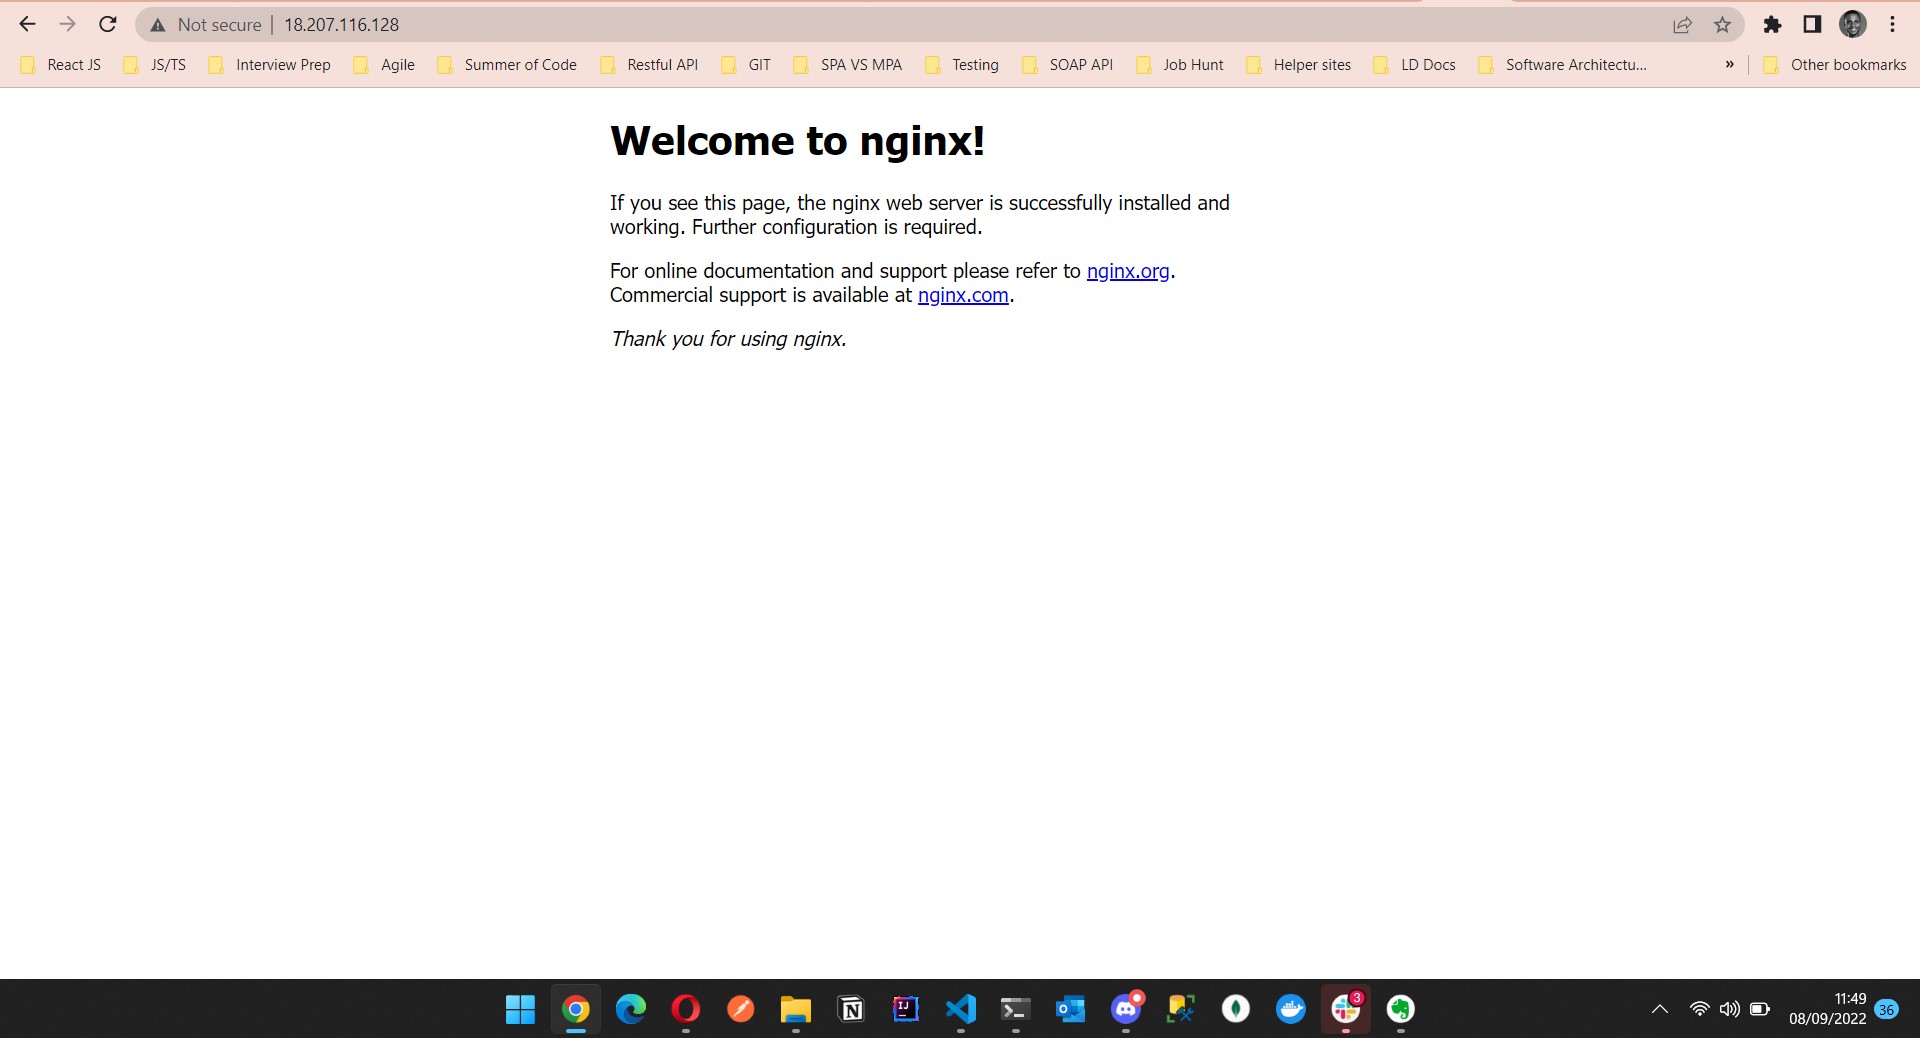 Not secure | 18.207.116.128
React JS JS/TS Interview Prep Agile Summer of Code Restful API GIT SPA VS MPA Testing SOAP API Job Hunt Helper sites LD Docs Software Architectu... » Other bookmarks
Welcome to nginx!
If you see this page, the nginx web server is successfully installed and
working. Further configuration is required.
For online documentation and support please refer to nginx.org.
Commercial support is available at nginx.com.
Thank you for using nginx.
N IJ 3
11:49
08/09/2022 36